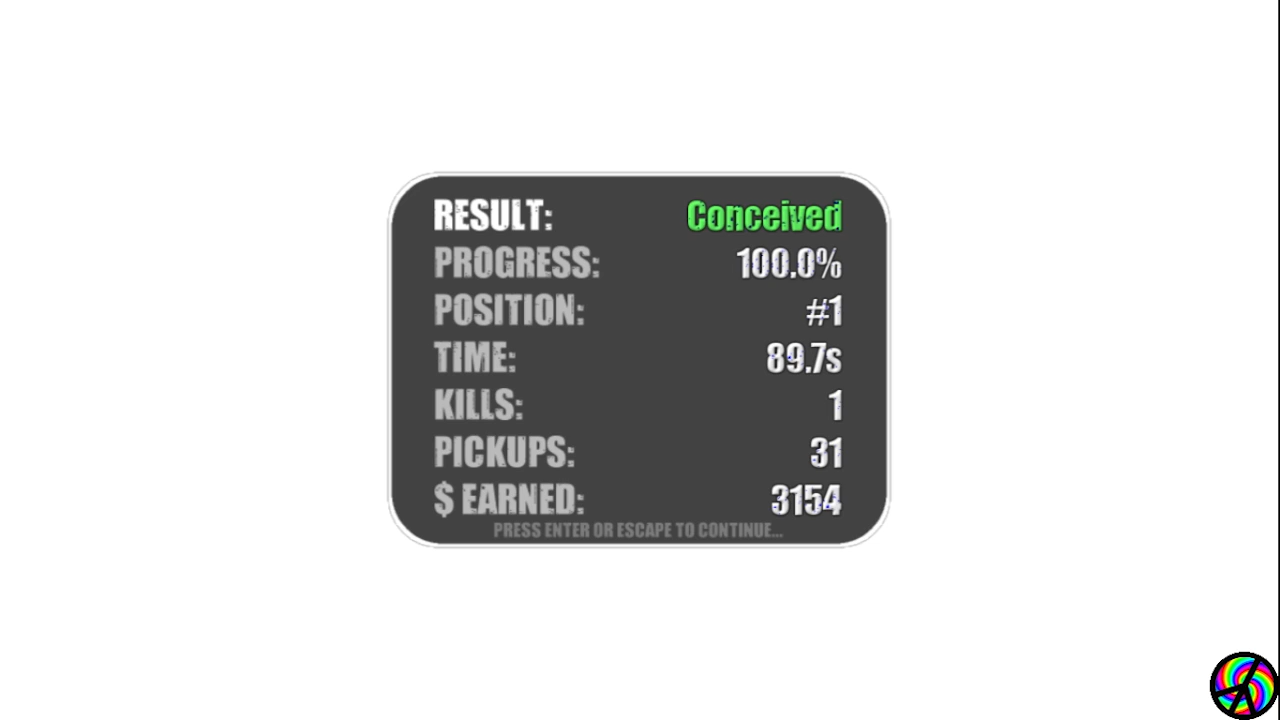 RESULT: Conceived
PROGRESS: 100.0%
POSITION: #1
TIME: 89.7s
KILLS: 1
PICKUPS: 31
$ EARNED: 3154
PRESS ENTER OR ESCAPE TO CONTINUE...